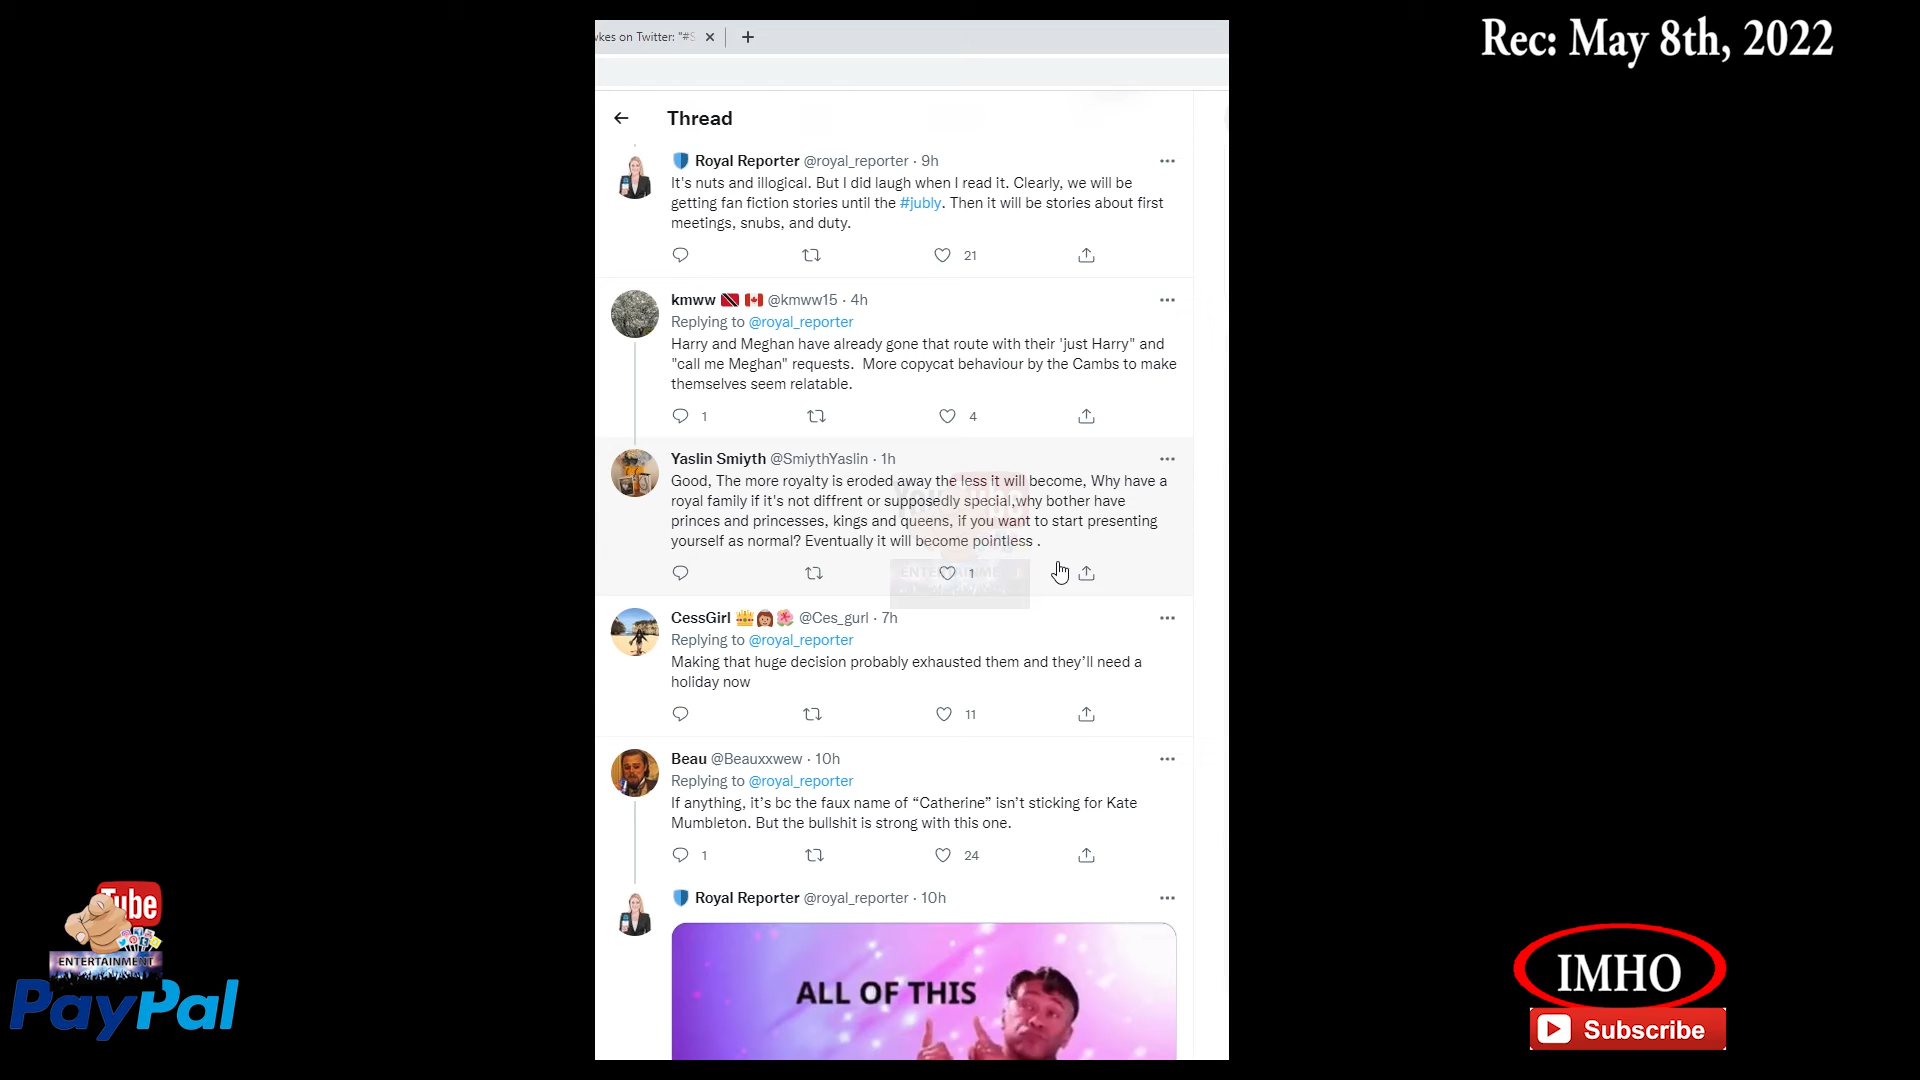 Rec: May 8th, 2022
wkes on Twitter: "#S
Thread
Royal Reporter @royal_reporter · 9h
It's nuts and illogical. But I did laugh when I read it. Clearly, we will be
getting fan fiction stories until the #jubly. Then it will be stories about first
meetings, snubs, and duty.
21
kmww @kmww15 · 4h
Replying to @royal_reporter
Harry and Meghan have already gone that route with their 'just Harry" and
"call me Meghan" requests.  More copycat behaviour by the Cambs to make
themselves seem relatable.
1 4
Yaslin Smiyth @SmiythYaslin · 1h
Good, The more royalty is eroded away the less it will become, Why have a
royal family if it's not diffrent or supposedly special,why bother have
princes and princesses, kings and queens, if you want to start presenting
yourself as normal? Eventually it will become pointless .
1
CessGirl @Ces_gurl · 7h
Replying to @royal_reporter
Making that huge decision probably exhausted them and they’ll need a
holiday now
11
Beau @Beauxxwew · 10h
Replying to @royal_reporter
If anything, it’s bc the faux name of “Catherine” isn’t sticking for Kate
Mumbleton. But the bullshit is strong with this one.
1 24
Royal Reporter @royal_reporter · 10h
ALL OF THIS
Tube
ENTERTAINMENT
PayPal
IMHO
Subscribe